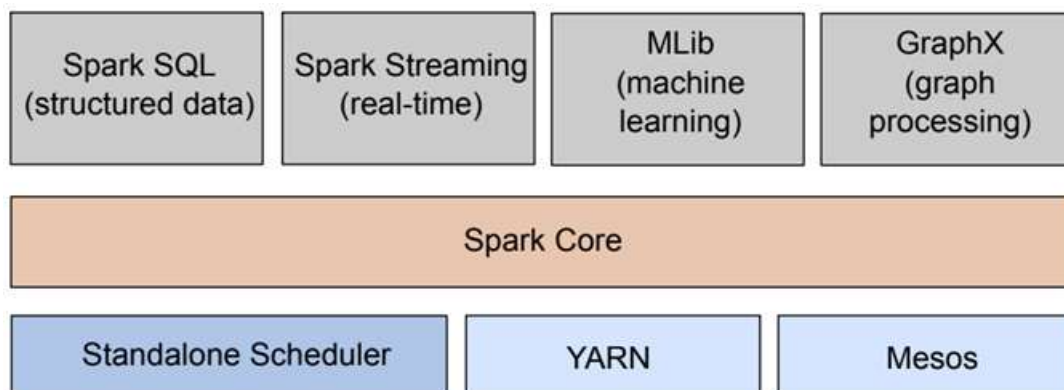 Spark SQL
(structured data)
Spark Streaming
(real-time)
MLib
(machine
learning)
GraphX
(graph
processing)
Spark Core
Standalone Scheduler
YARN
Mesos